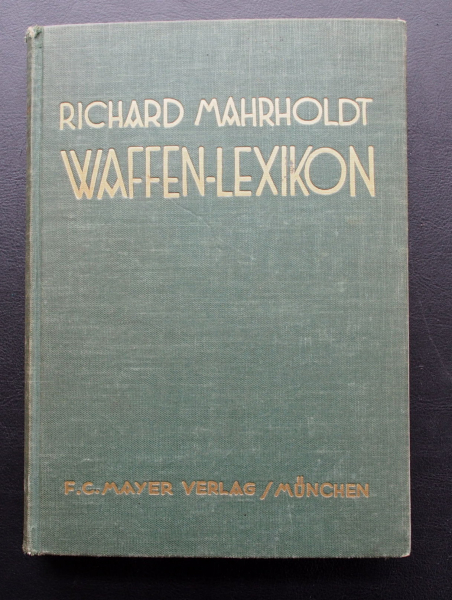 RICHARD MAHRHOLDT
WAFFEN-LEXIKON
F.C. MAYER VERLAG / MÜNCHEN